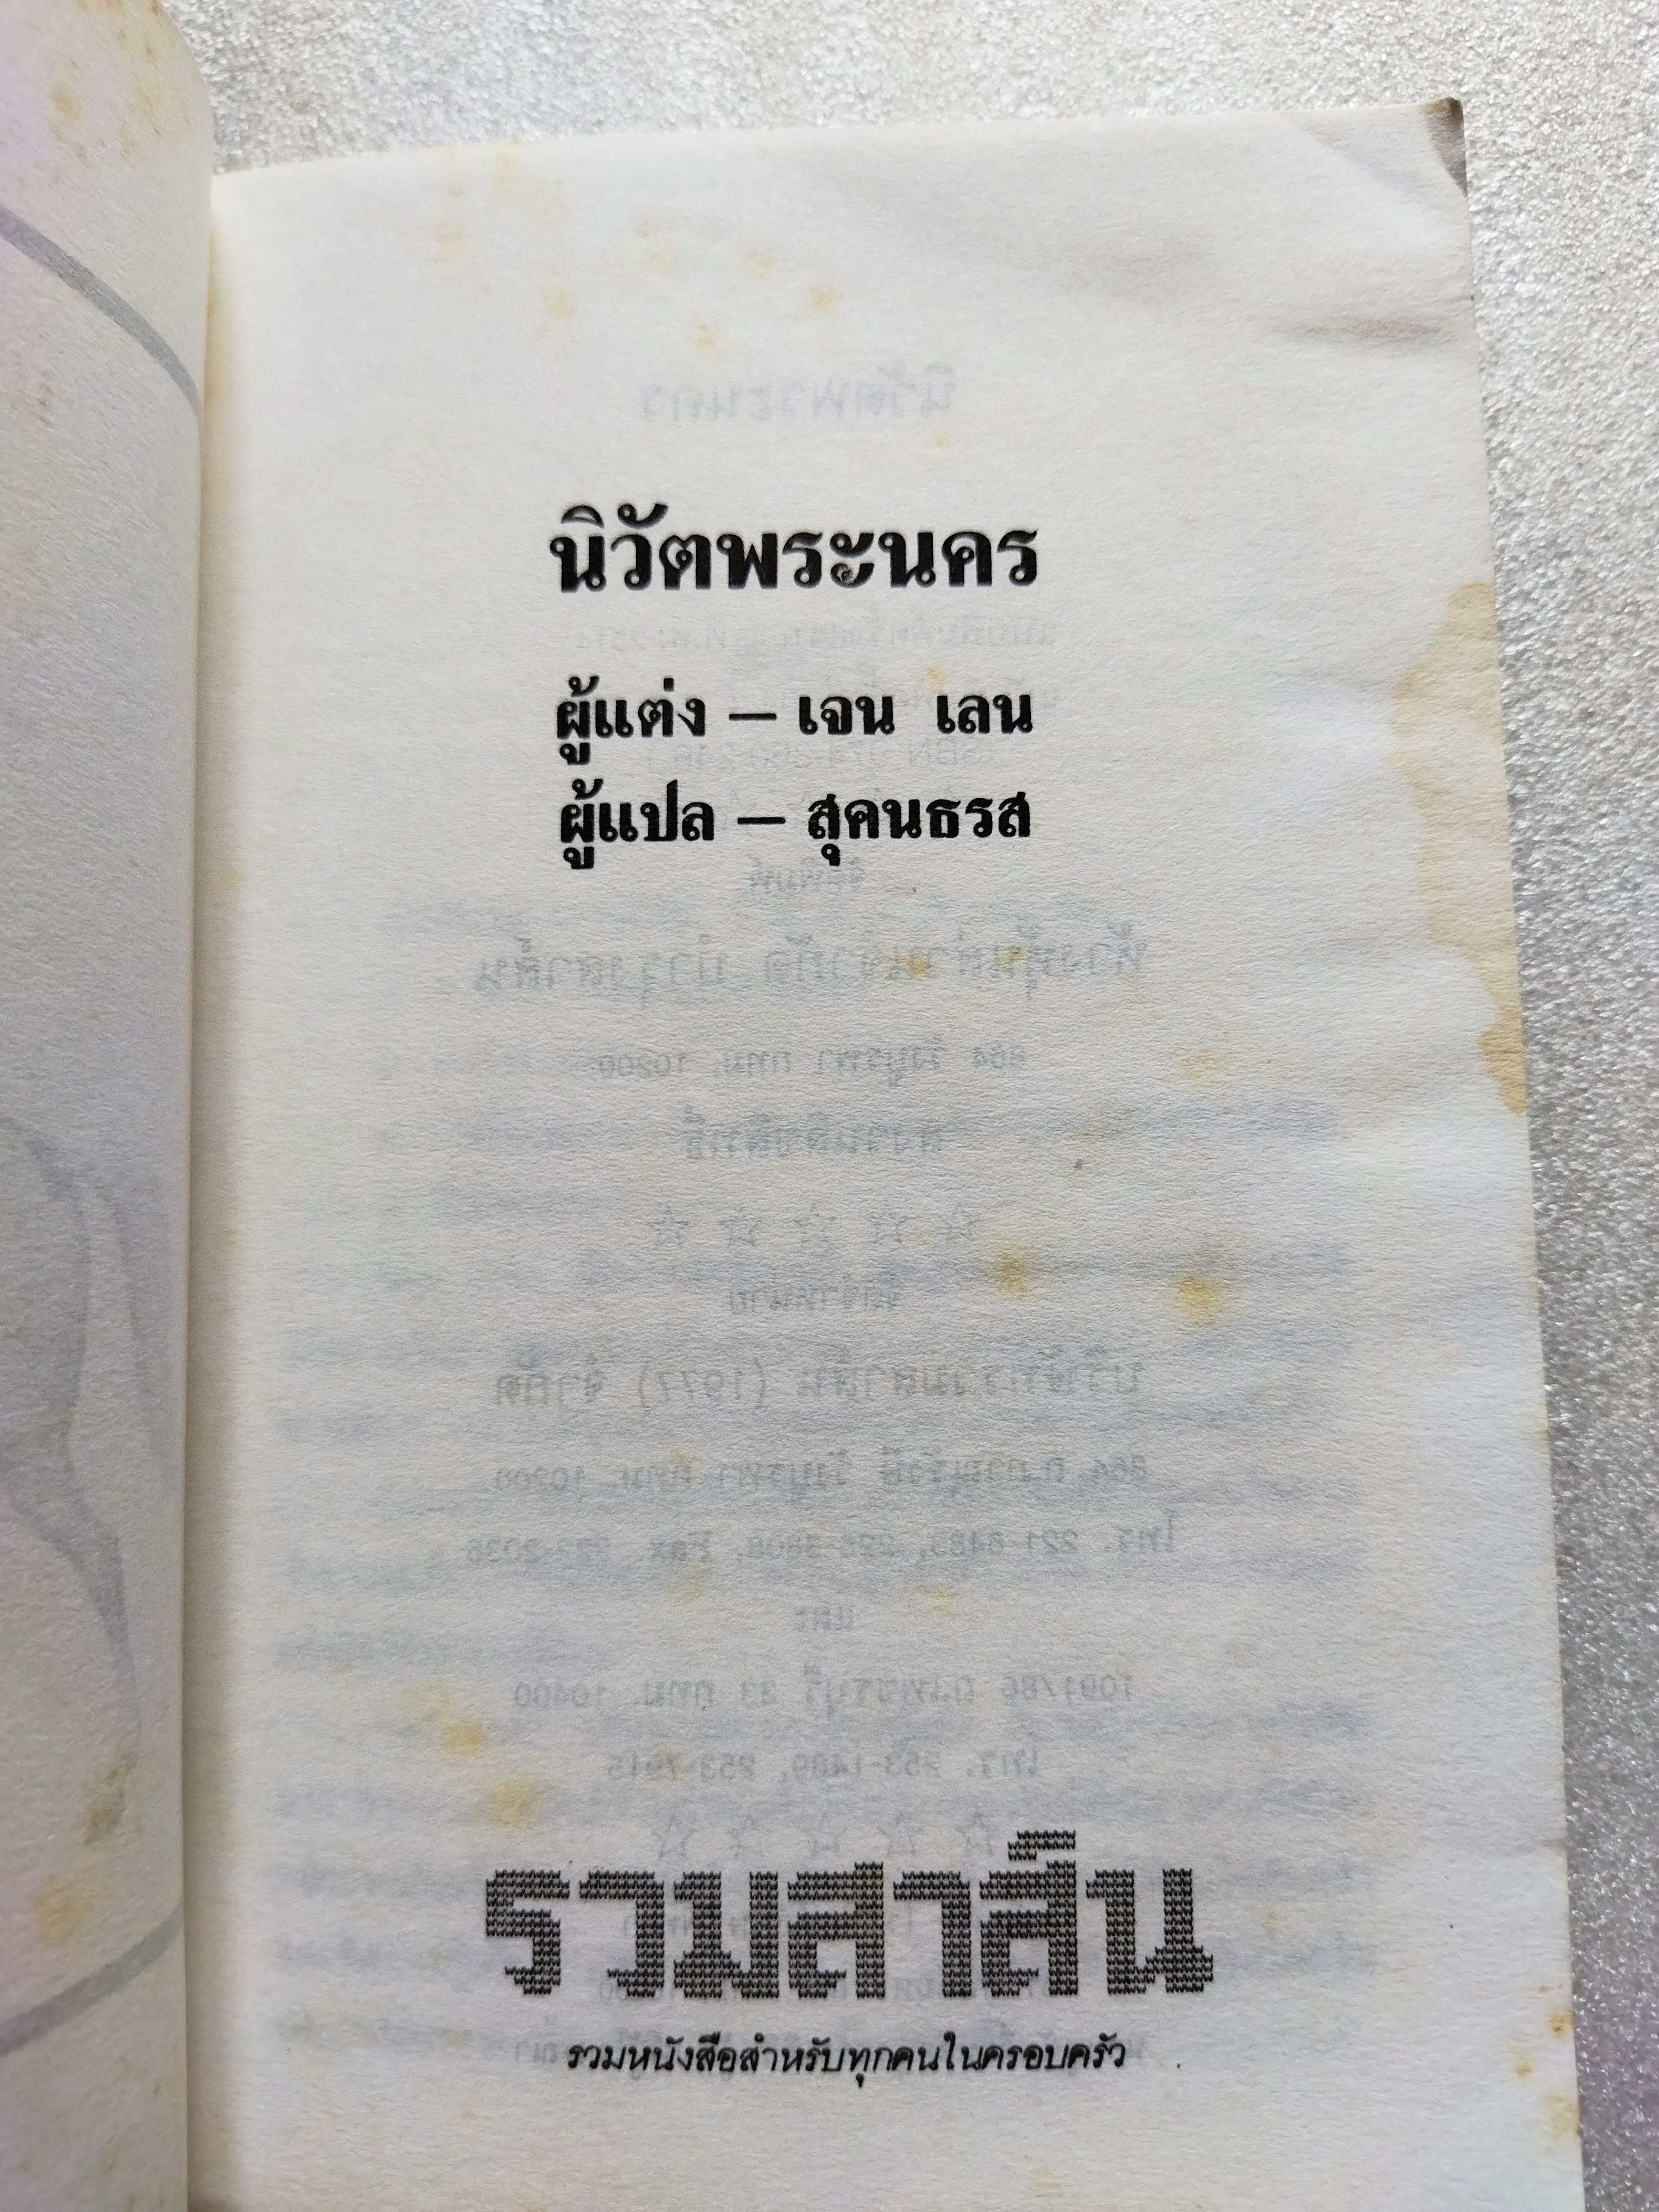 นิวัตพระนคร
ผู้แต่ง — เจน เลน
ผู้แปล — สุคนธรส
รวมสาส์น
รวมหนังสือสำหรับทุกคนในครอบครัว